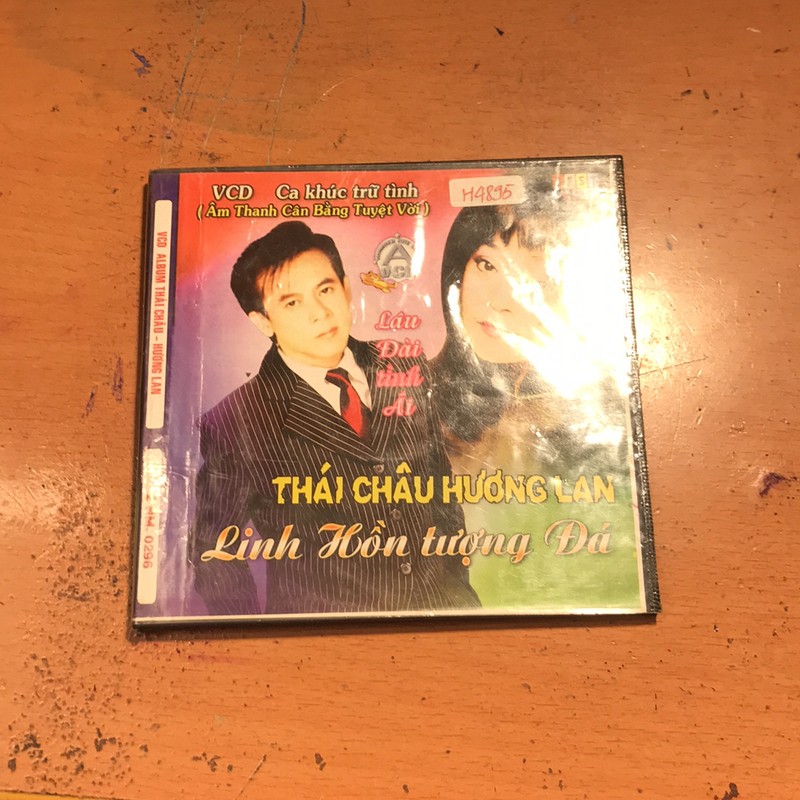 VCD Ca khúc trữ tình
( Âm Thanh Cân Bằng Tuyệt Vời )
H4895
Lâu
Đài
tình
Ái
THÁI CHÂU HƯƠNG LAN
Linh Hồn tượng Đá
VCD ALBUM THÁI CHÂU - HƯƠNG LAN
MM 0296